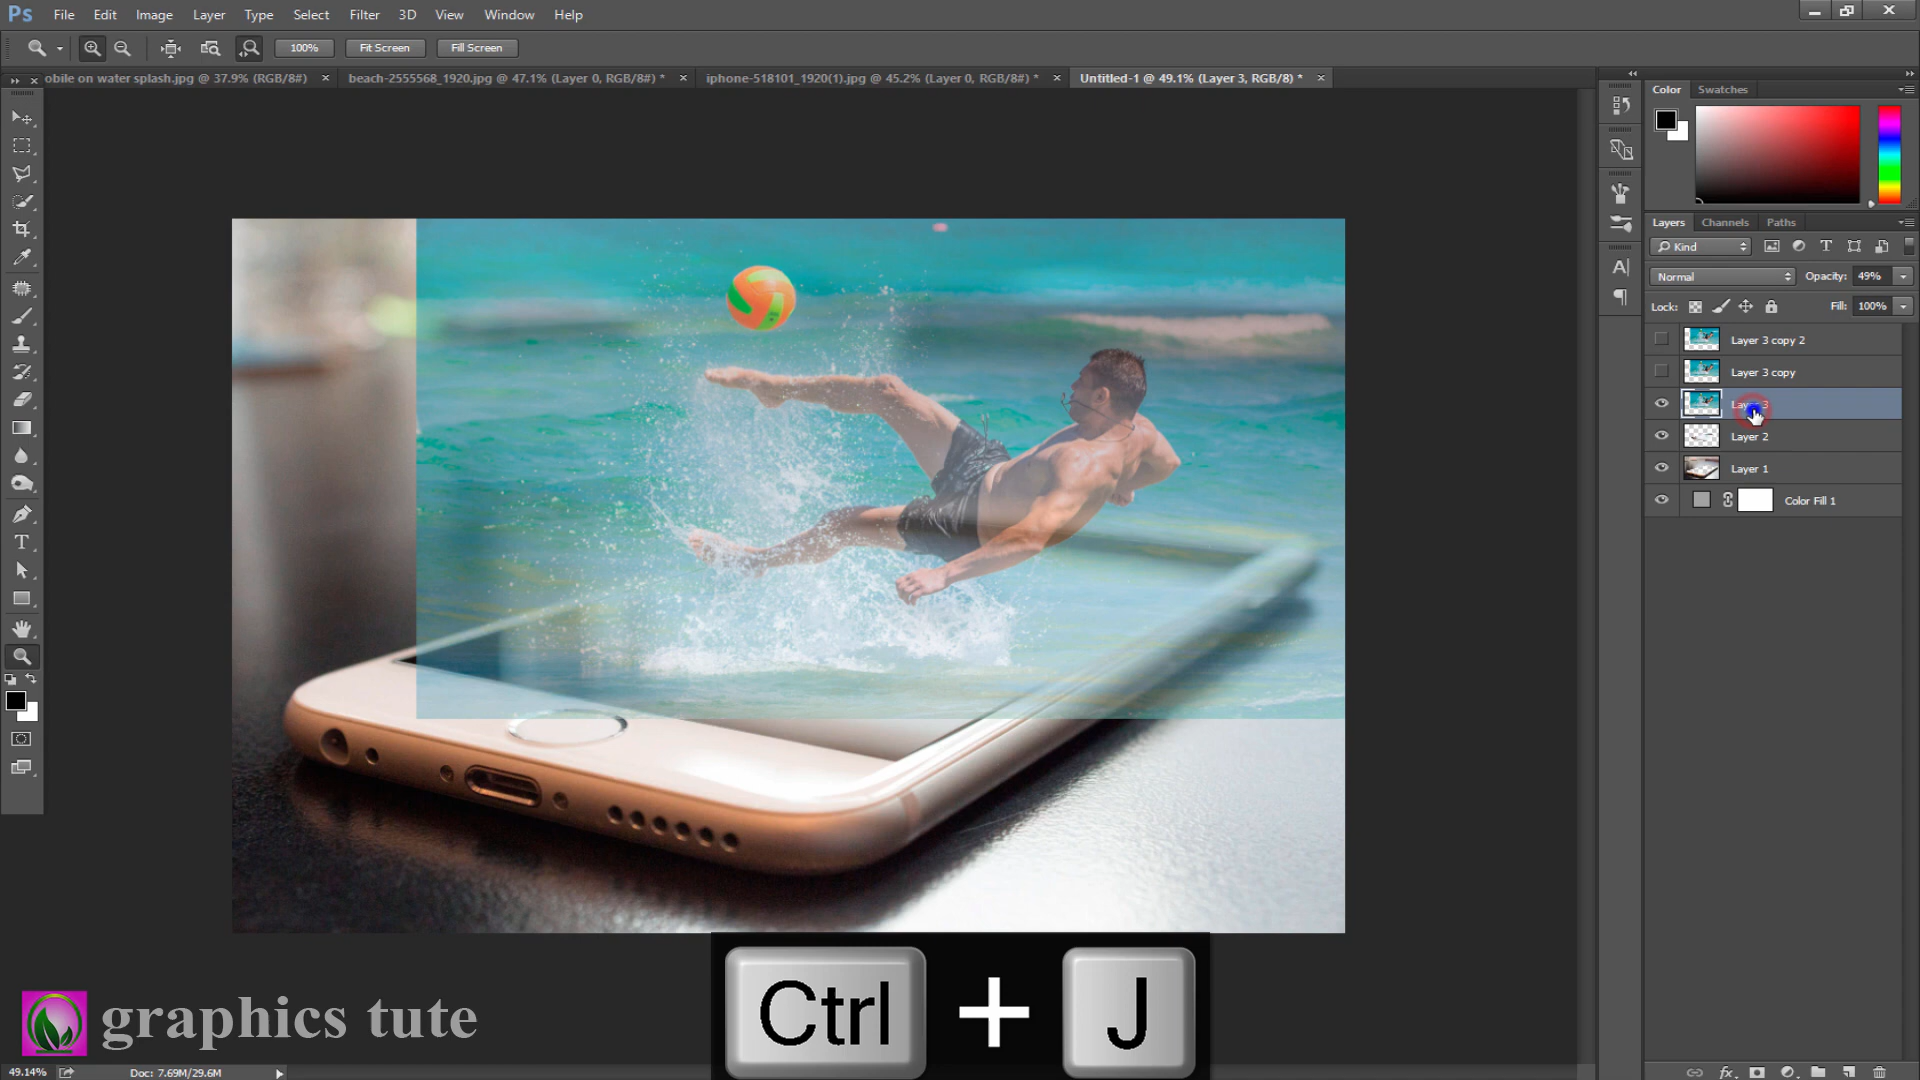 Ps File Edit Image Layer Type Select Filter 3D View Window Help
100% Fit Screen Fill Screen
obile on water splash.jpg @ 37.9% (RGB/8#) × beach-2555568_1920.jpg @ 47.1% (Layer 0, RGB/8#) * × iphone-518101_1920(1).jpg @ 45.2% (Layer 0, RGB/8#) * × Untitled-1 @ 49.1% (Layer 3, RGB/8) * ×
Color Swatches
Layers Channels Paths
Kind
Normal Opacity: 49%
Lock: Fill: 100%
Layer 3 copy 2
Layer 3 copy
Layer 3
Layer 2
Layer 1
Color Fill 1
Ctrl + J
graphics tute
49.14% Doc: 7.69M/29.6M